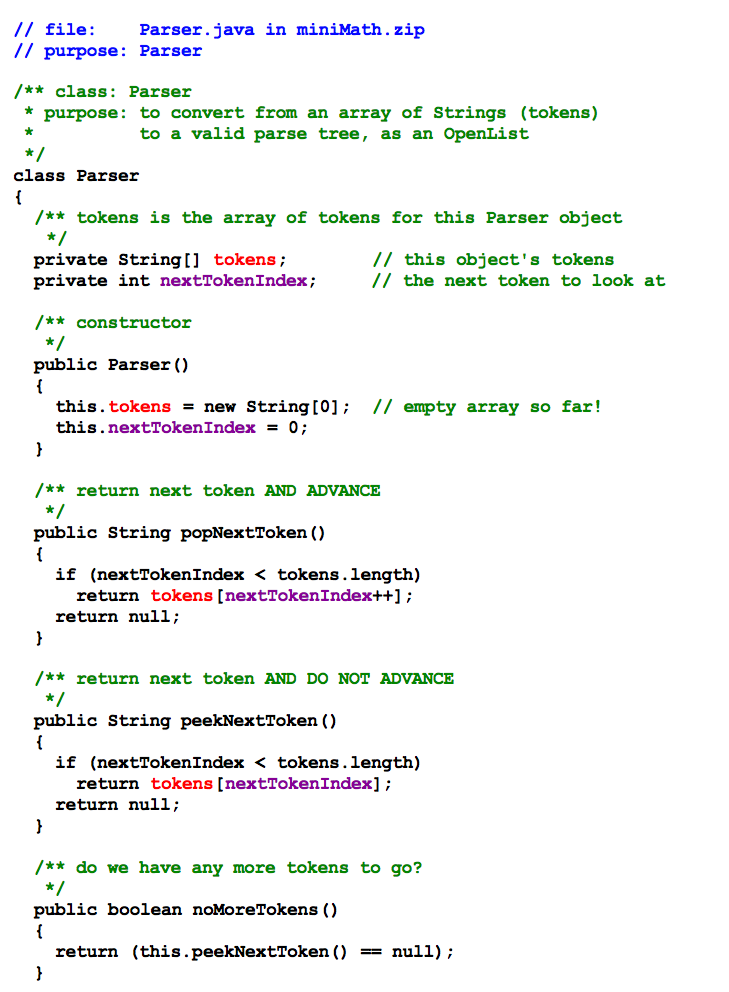 // file:    Parser.java in miniMath.zip
// purpose: Parser
/** class: Parser
 * purpose: to convert from an array of Strings (tokens)
 *          to a valid parse tree, as an OpenList
 */
class Parser
{
  /** tokens is the array of tokens for this Parser object
   */
  private String[] tokens;        // this object's tokens
  private int nextTokenIndex;     // the next token to look at
  /** constructor
   */
  public Parser()
  {
    this.tokens = new String[0];  // empty array so far!
    this.nextTokenIndex = 0;
  }
  /** return next token AND ADVANCE
   */
  public String popNextToken()
  {
    if (nextTokenIndex < tokens.length)
      return tokens[nextTokenIndex++];
    return null;
  }
  /** return next token AND DO NOT ADVANCE
   */
  public String peekNextToken()
  {
    if (nextTokenIndex < tokens.length)
      return tokens[nextTokenIndex];
    return null;
  }
  /** do we have any more tokens to go?
   */
  public boolean noMoreTokens()
  {
    return (this.peekNextToken() == null);
  }